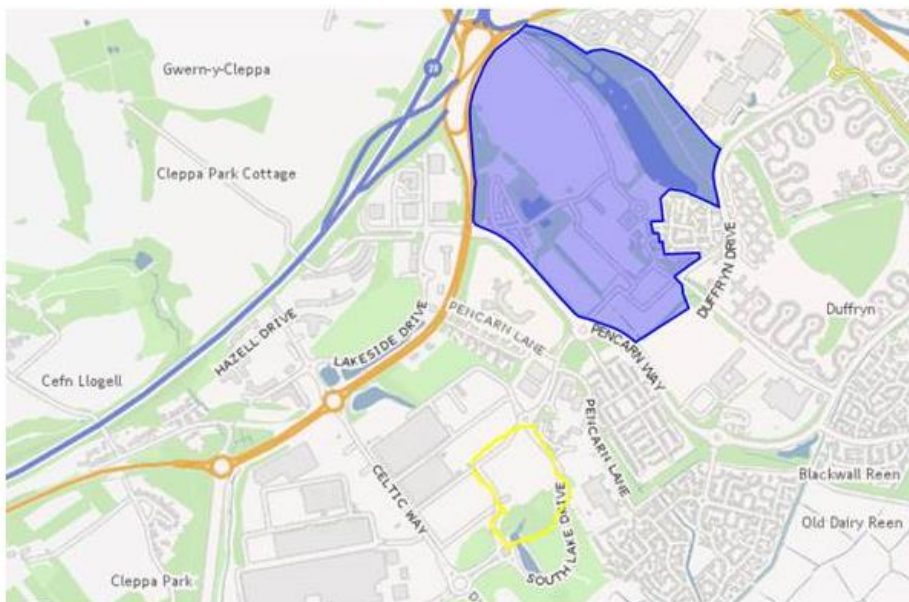 Gwern-y-Cleppa
28
Cleppa Park Cottage
DUFFRYN DRIVE
Duffryn
PENCARN LANE
HAZELL DRIVE
LAKESIDE DRIVE
PENCARN WAY
Cefn Llogell
PENCARN LANE
CELTIC WAY
Blackwall Reen
SOUTH LAKE DRIVE
Old Dairy Reen
Cleppa Park